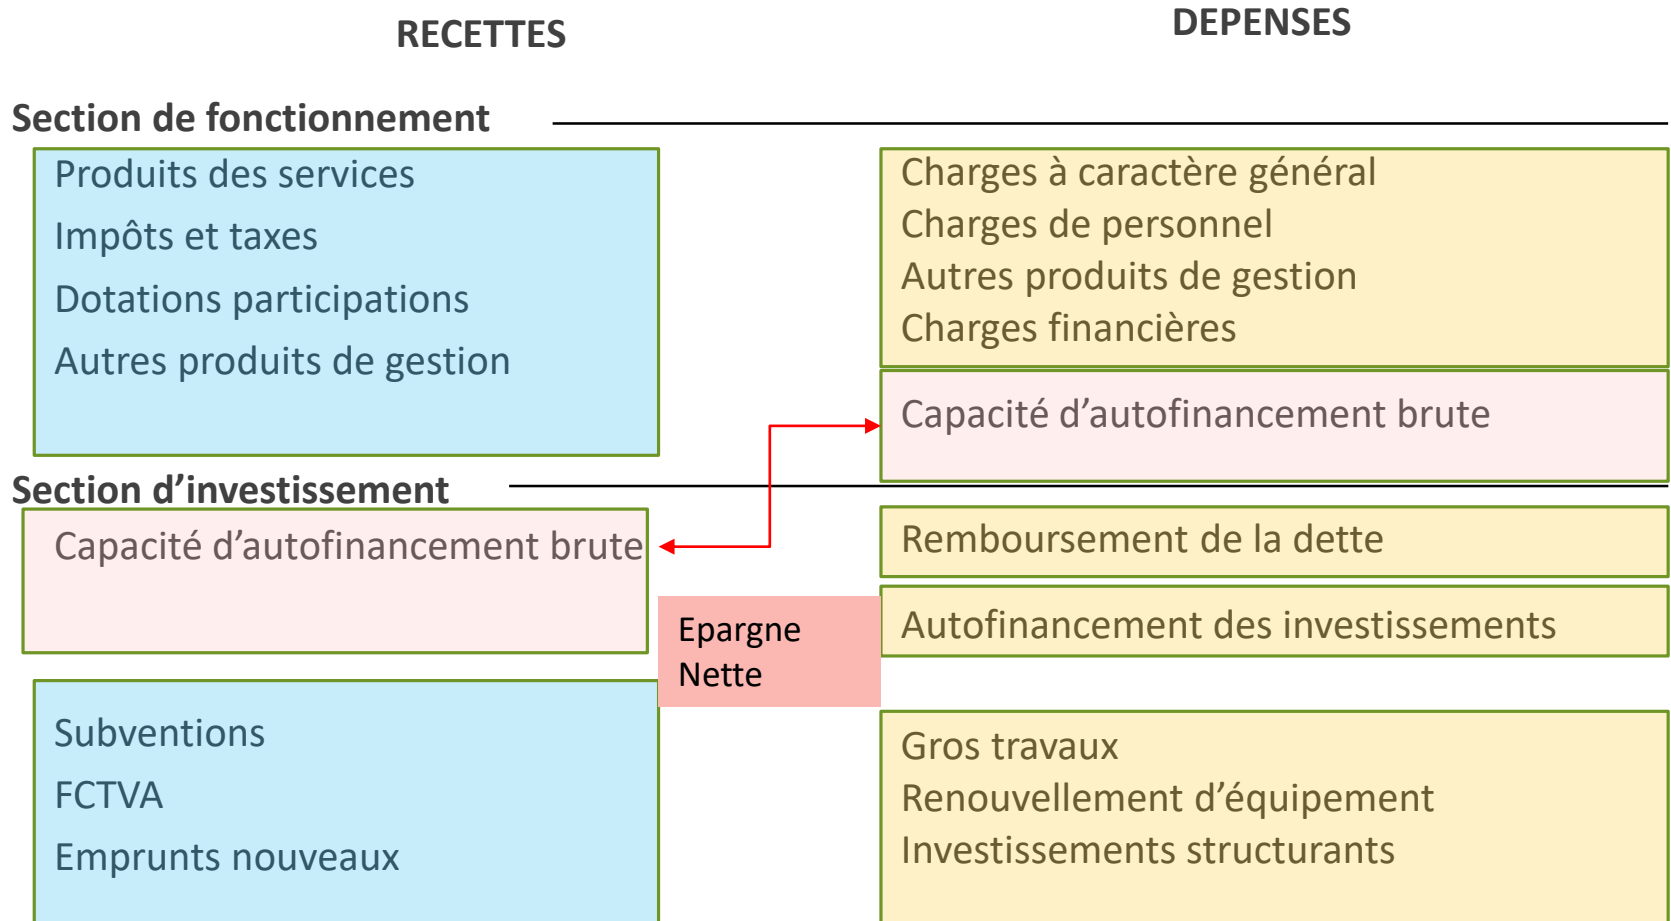 RECETTES
DEPENSES
Section de fonctionnement
Produits des services
Impôts et taxes
Dotations participations
Autres produits de gestion
Charges à caractère général
Charges de personnel
Autres produits de gestion
Charges financières
Capacité d’autofinancement brute
Section d’investissement
Capacité d’autofinancement brute
Remboursement de la dette
Epargne
Nette
Autofinancement des investissements
Subventions
FCTVA
Emprunts nouveaux
Gros travaux
Renouvellement d’équipement
Investissements structurants